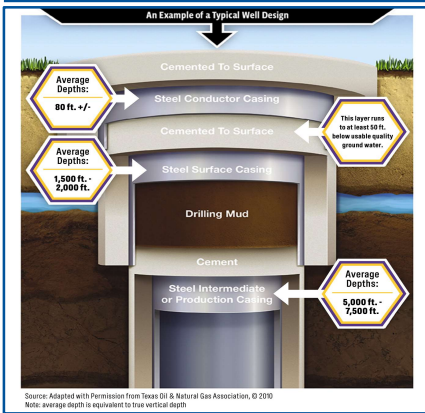 An Example of a Typical Well Design
Cemented To Surface
Average
Depths:
80 ft. +/-
Steel Conductor Casing
Cemented To Surface
This layer runs
to at least 50 ft.
below usable quality
ground water.
Average
Depths:
1,500 ft. -
2,000 ft.
Steel Surface Casing
Drilling Mud
Cement
Steel Intermediate
or Production Casing
Average
Depths:
5,000 ft. -
7,500 ft.
Source: Adapted with Permission from Texas Oil & Natural Gas Association, © 2010
Note: average depth is equivalent to true vertical depth